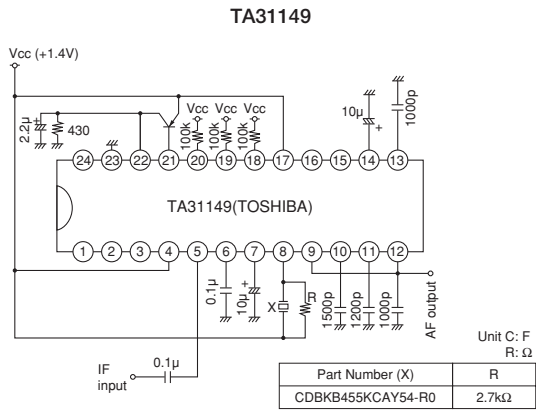 TA31149
Vcc (+1.4V)
2.2µ + 430 Vcc Vcc Vcc 100k 100k 100k 10µ + 1000p
24 23 22 21 20 19 18 17 16 15 14 13
TA31149(TOSHIBA)
1 2 3 4 5 6 7 8 9 10 11 12
0.1µ 10µ + X R 1500p 1200p 1000p AF output
IF
input
0.1µ
Unit C: F
R: Ω
Part Number (X) R
CDBKB455KCAY54-R0 2.7kΩ